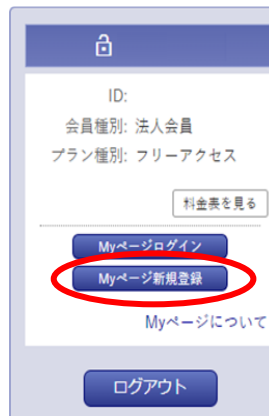 ID:
会員種別: 法人会員
プラン種別: フリーアクセス
料金表を見る
Myページログイン
Myページ新規登録
Myページについて
ログアウト